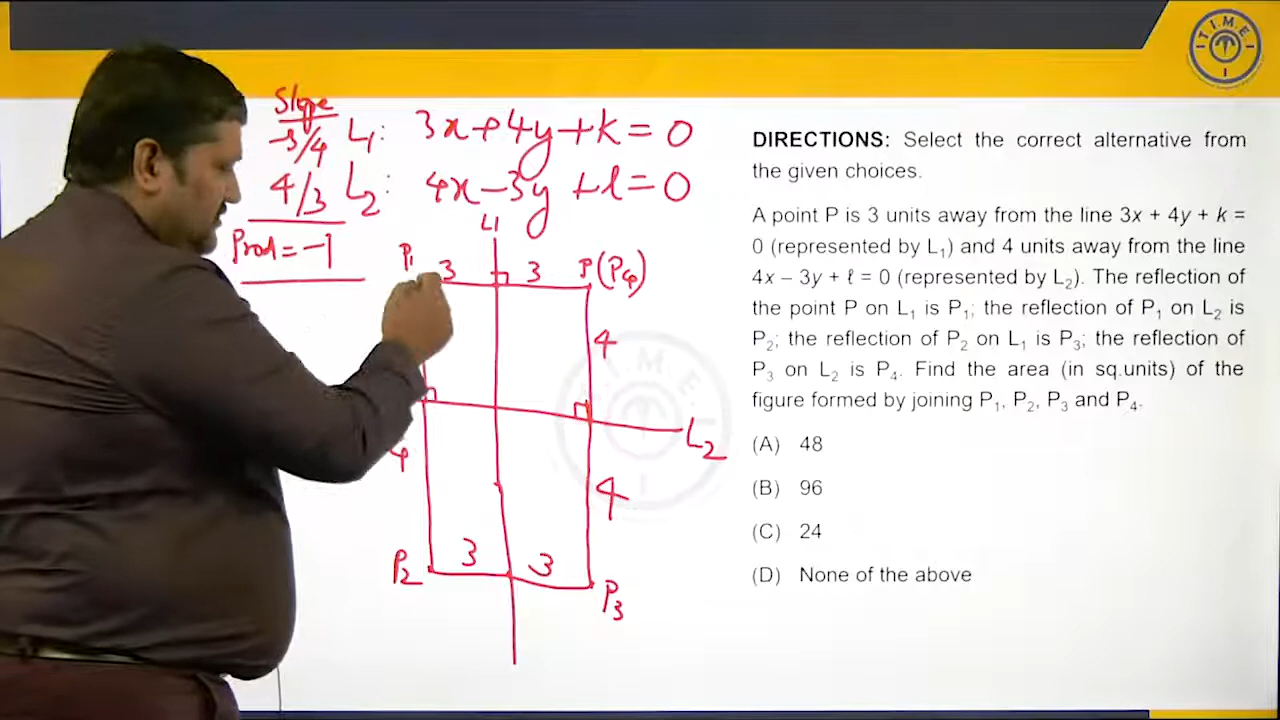 T.I.M.E
Slope
-3/4 L1: 3x+4y+k=0
4/3 L2: 4x-3y+l=0
Prod=-1
L1
P1 3 3 P(P4)
4
L2
4 4
3 3
P2 P3
DIRECTIONS: Select the correct alternative from
the given choices.
A point P is 3 units away from the line 3x + 4y + k =
0 (represented by L₁) and 4 units away from the line
4x – 3y + ℓ = 0 (represented by L₂). The reflection of
the point P on L₁ is P₁; the reflection of P₁ on L₂ is
P₂; the reflection of P₂ on L₁ is P₃; the reflection of
P₃ on L₂ is P₄. Find the area (in sq.units) of the
figure formed by joining P₁, P₂, P₃ and P₄.
(A) 48
(B) 96
(C) 24
(D) None of the above